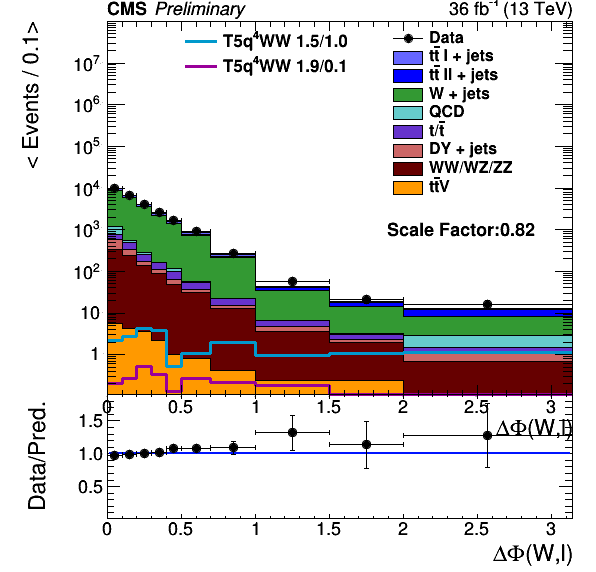 CMS Preliminary 36 fb⁻¹ (13 TeV)
< Events / 0.1>
T5q⁴WW 1.5/1.0
T5q⁴WW 1.9/0.1
Data
tt̄ l + jets
tt̄ ll + jets
W + jets
QCD
t/t̄
DY + jets
WW/WZ/ZZ
tt̄V
Scale Factor:0.82
10⁷
10⁶
10⁵
10⁴
10³
10²
10
1
0 0.5 1 1.5 2 2.5 3
ΔΦ(W,l)
Data/Pred.
1.5
1.0
0.5
0 0.5 1 1.5 2 2.5 3
ΔΦ(W,l)